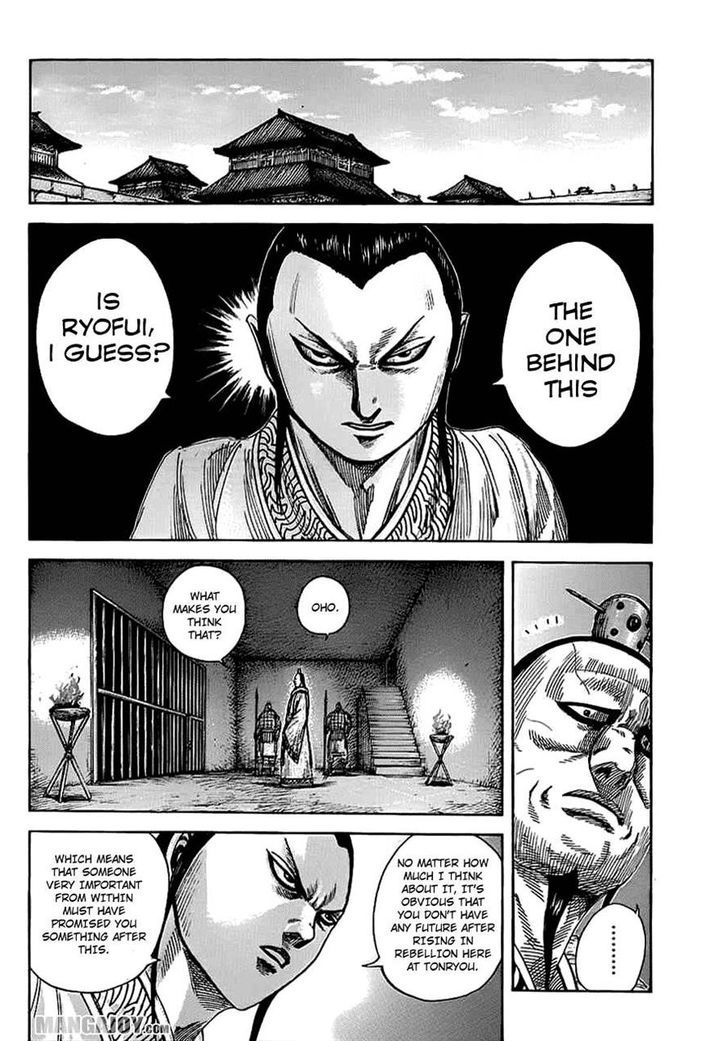 THE
ONE
BEHIND
THIS
IS
RYOFUI,
I GUESS?
.........
OHO.
WHAT
MAKES YOU
THINK
THAT?
NO MATTER HOW
MUCH I THINK
ABOUT IT, IT'S
OBVIOUS THAT
YOU DON'T HAVE
ANY FUTURE AFTER
RISING IN
REBELLION HERE
AT TONRYOU.
WHICH MEANS
THAT SOMEONE
VERY IMPORTANT
FROM WITHIN
MUST HAVE
PROMISED YOU
SOMETHING AFTER
THIS.
MANGAJOY.COM